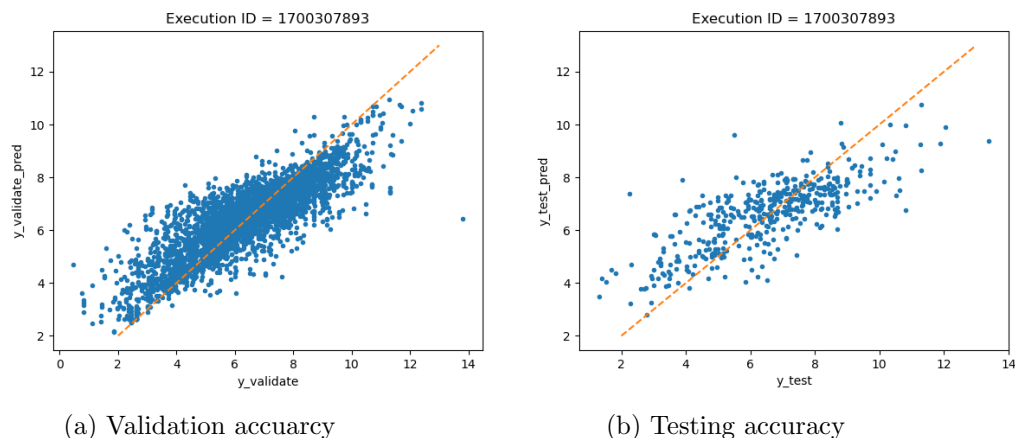 Execution ID = 1700307893
12
10
8
6
4
2
y_validate_pred
0 2 4 6 8 10 12 14
y_validate
(a) Validation accuarcy
Execution ID = 1700307893
12
10
8
6
4
2
y_test_pred
2 4 6 8 10 12 14
y_test
(b) Testing accuracy